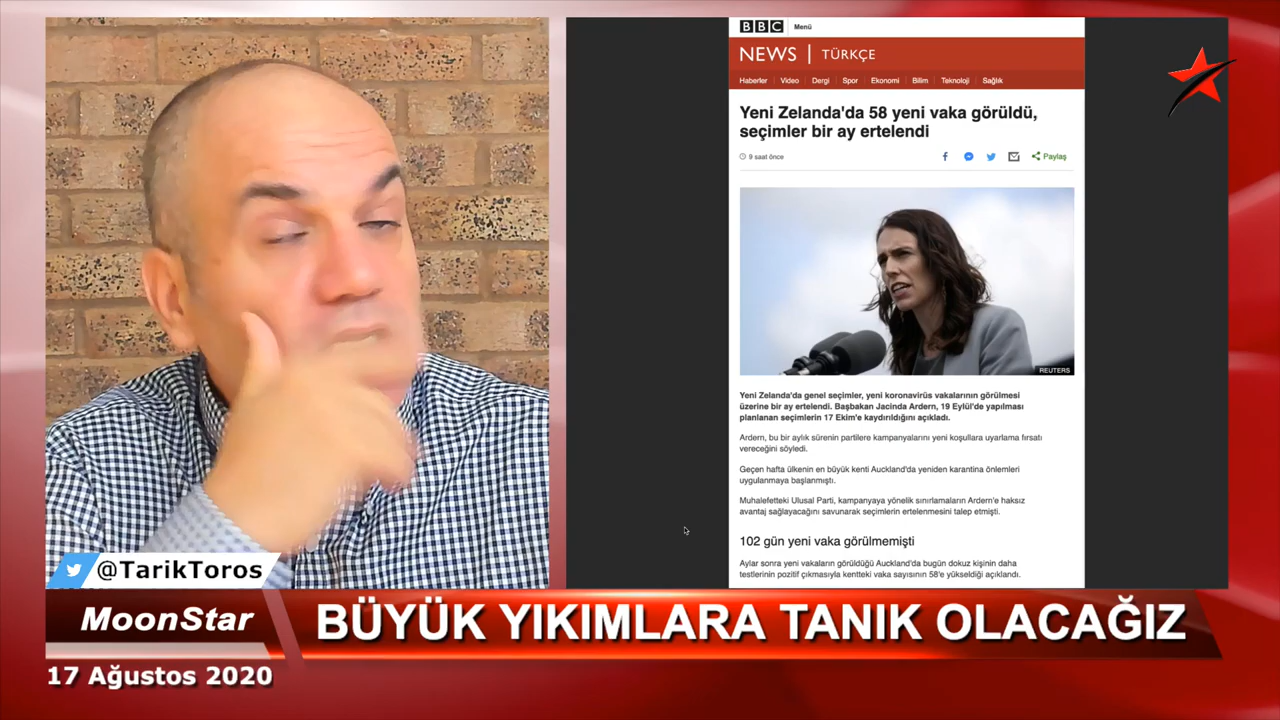 BBC Menü
NEWS | TÜRKÇE
Haberler Video Dergi Spor Ekonomi Bilim Teknoloji Sağlık
Yeni Zelanda'da 58 yeni vaka görüldü,
seçimler bir ay ertelendi
9 saat önce
Paylaş
REUTERS
Yeni Zelanda'da genel seçimler, yeni koronavirüs vakalarının görülmesi
üzerine bir ay ertelendi. Başbakan Jacinda Ardern, 19 Eylül'de yapılması
planlanan seçimlerin 17 Ekim'e kaydırıldığını açıkladı.
Ardern, bu bir aylık sürenin partilere kampanyalarını yeni koşullara uyarlama fırsatı
vereceğini söyledi.
Geçen hafta ülkenin en büyük kenti Auckland'da yeniden karantina önlemleri
uygulanmaya başlanmıştı.
Muhalefetteki Ulusal Parti, kampanyaya yönelik sınırlamaların Ardern'e haksız
avantaj sağlayacağını savunarak seçimlerin ertelenmesini talep etmişti.
102 gün yeni vaka görülmemişti
Aylar sonra yeni vakaların görüldüğü Auckland'da bugün dokuz kişinin daha
testlerinin pozitif çıkmasıyla kentteki vaka sayısının 58'e yükseldiği açıklandı.
@TarikToros
MoonStar
BÜYÜK YIKIMLARA TANIK OLACAĞIZ
17 Ağustos 2020